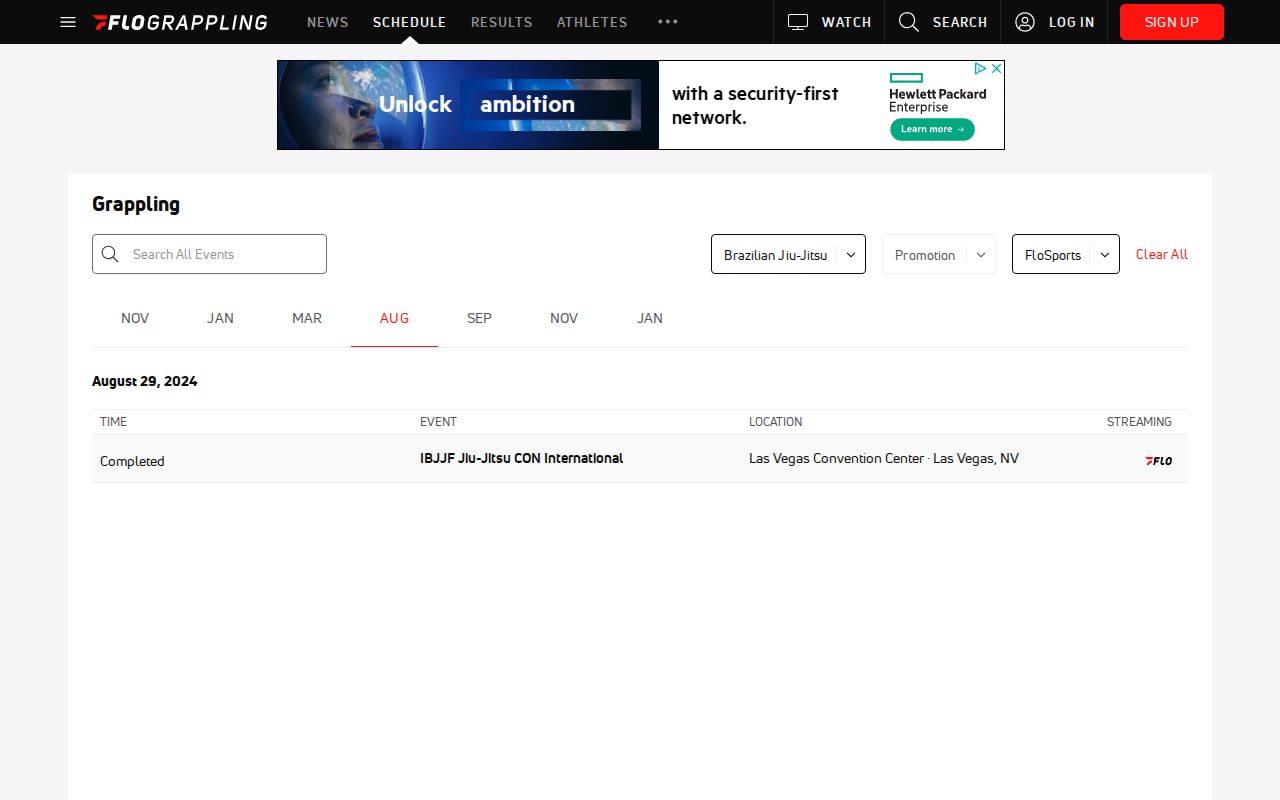 FLOGRAPPLING NEWS SCHEDULE RESULTS ATHLETES WATCH SEARCH LOG IN SIGN UP
Unlock ambition
with a security-first
network.
Hewlett Packard
Enterprise
Learn more
Grappling
Search All Events
Brazilian Jiu-Jitsu
Promotion
FloSports
Clear All
NOV JAN MAR AUG SEP NOV JAN
August 29, 2024
TIME EVENT LOCATION STREAMING
Completed IBJJF Jiu-Jitsu CON International Las Vegas Convention Center · Las Vegas, NV FLO